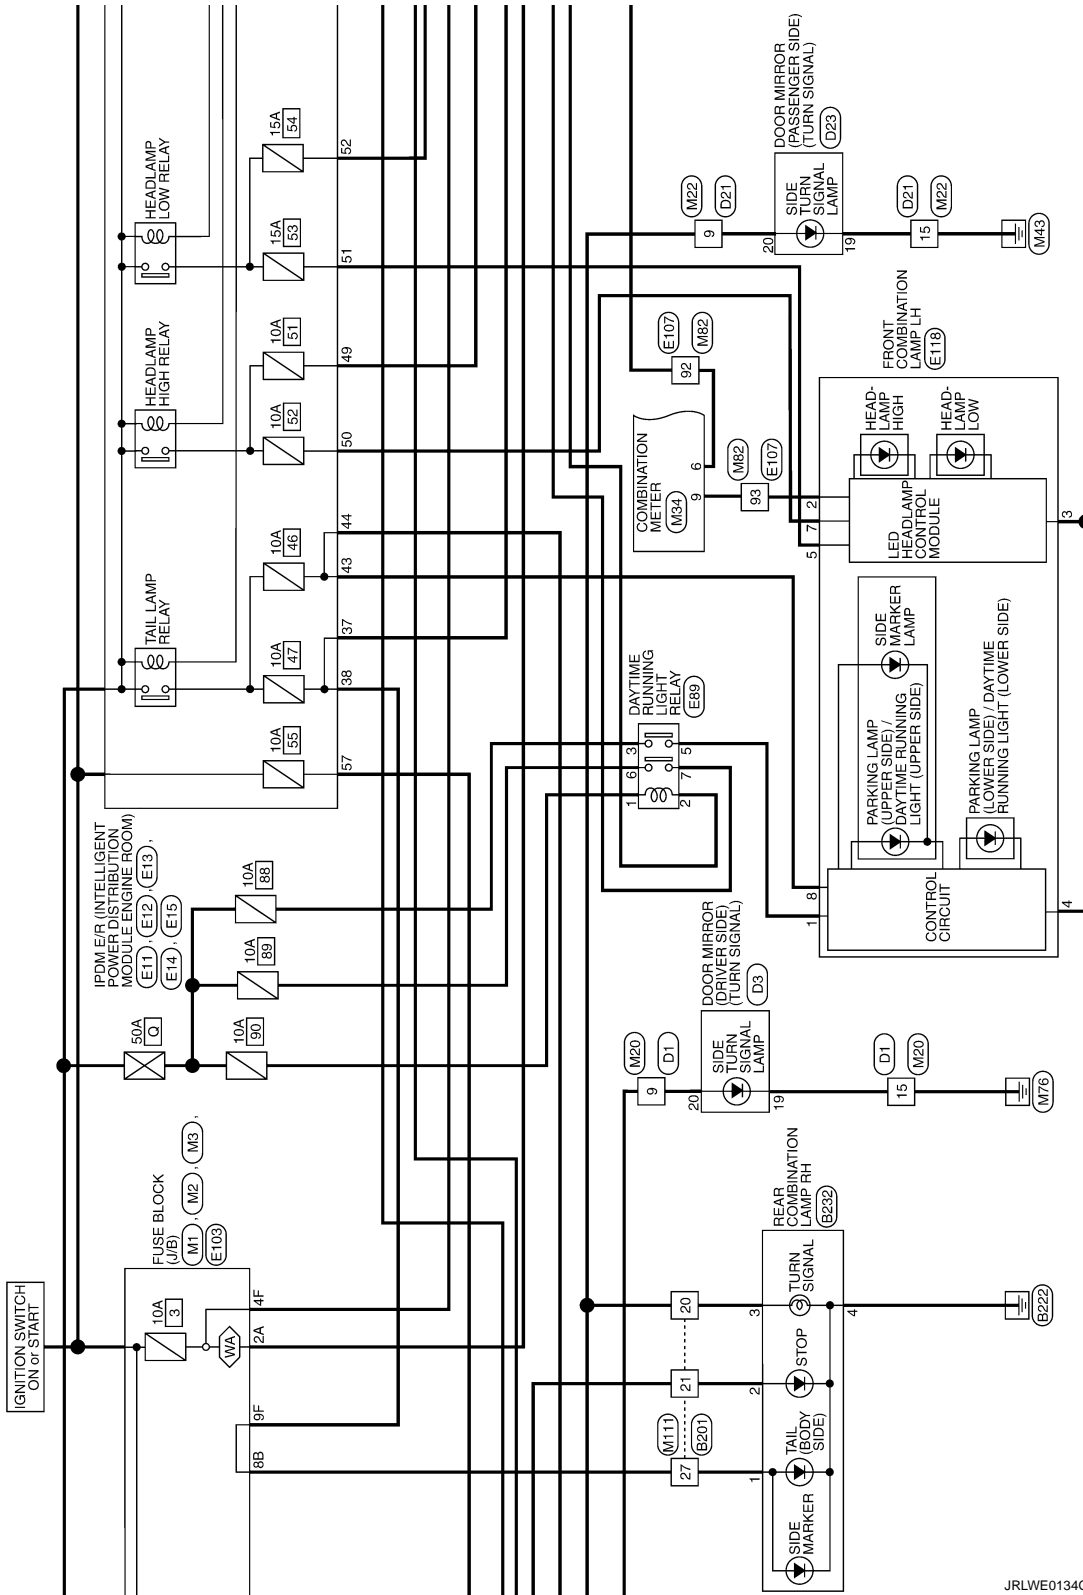 IGNITION SWITCH
ON or START
FUSE BLOCK
(J/B)
M1 , M2 , M3 ,
E103
10A
3
WA
4F
2A
9F
8B
50A
Q
10A
90
10A
89
10A
88
IPDM E/R (INTELLIGENT
POWER DISTRIBUTION
MODULE ENGINE ROOM)
E11 , E12 , E13 ,
E14 , E15
10A
55
57
TAIL LAMP
RELAY
10A
47
38
37
10A
46
43
44
HEADLAMP
HIGH RELAY
10A
52
50
10A
51
49
HEADLAMP
LOW RELAY
15A
53
51
15A
54
52
DAYTIME
RUNNING
LIGHT
RELAY
E89
3
6
1
5
7
2
COMBINATION
METER
M34
6
9
E107
92
M82
M82
93
E107
M22
9
D21
DOOR MIRROR
(PASSENGER SIDE)
(TURN SIGNAL)
D23
20
SIDE
TURN
SIGNAL
LAMP
19
D21
15
M22
M43
FRONT
COMBINATION
LAMP LH
E118
HEAD-
LAMP
HIGH
HEAD-
LAMP
LOW
2
7
5
LED
HEADLAMP
CONTROL
MODULE
3
SIDE
MARKER
LAMP
PARKING LAMP
(UPPER SIDE) /
DAYTIME RUNNING
LIGHT (UPPER SIDE)
PARKING LAMP
(LOWER SIDE) / DAYTIME
RUNNING LIGHT (LOWER SIDE)
8
1
CONTROL
CIRCUIT
4
M20
9
D1
DOOR MIRROR
(DRIVER SIDE)
(TURN SIGNAL)
D3
20
SIDE
TURN
SIGNAL
LAMP
19
D1
15
M20
M76
REAR
COMBINATION
LAMP RH
B232
20
21
M111
27
B201
3
2
1
TURN
SIGNAL
STOP
TAIL
(BODY
SIDE)
SIDE
MARKER
4
B222
JRLWE0134G